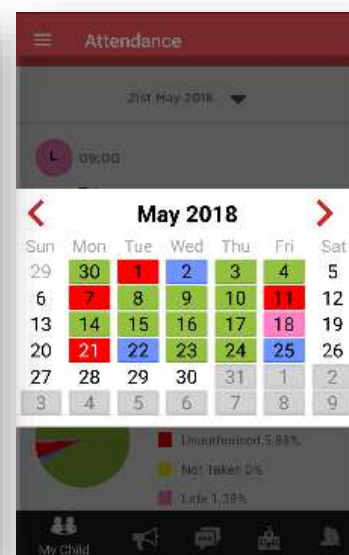 Attendance
21st May 2018
L 09:00
May 2018
Sun Mon Tue Wed Thu Fri Sat
29 30 1 2 3 4 5
6 7 8 9 10 11 12
13 14 15 16 17 18 19
20 21 22 23 24 25 26
27 28 29 30 31 1 2
3 4 5 6 7 8 9
Unauthorised 5.88%
Not Taken 0%
Late 1.38%
My Child